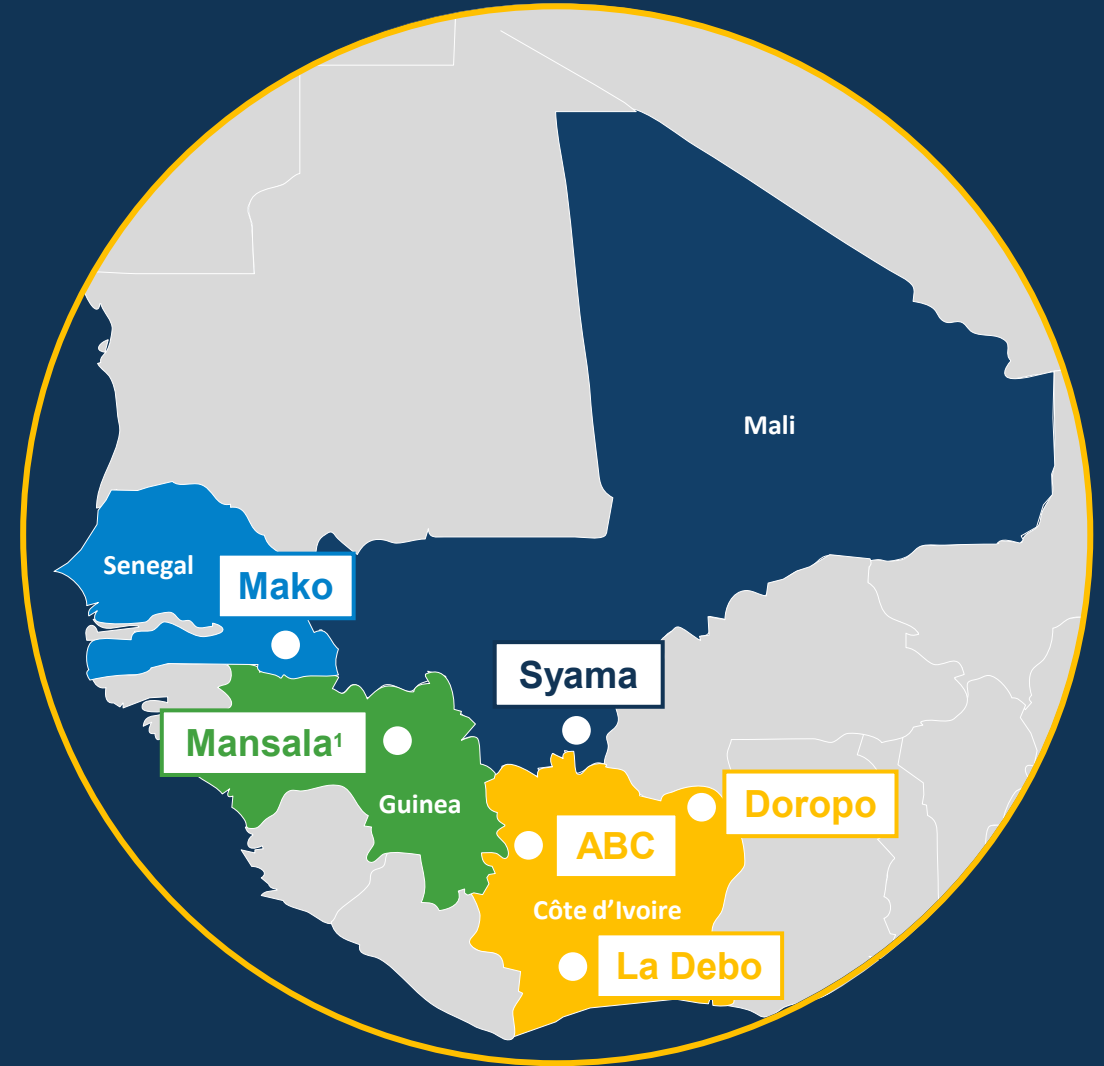 Mali
Senegal
Mako
Syama
Mansala¹
Guinea
Doropo
ABC
Côte d’Ivoire
La Debo